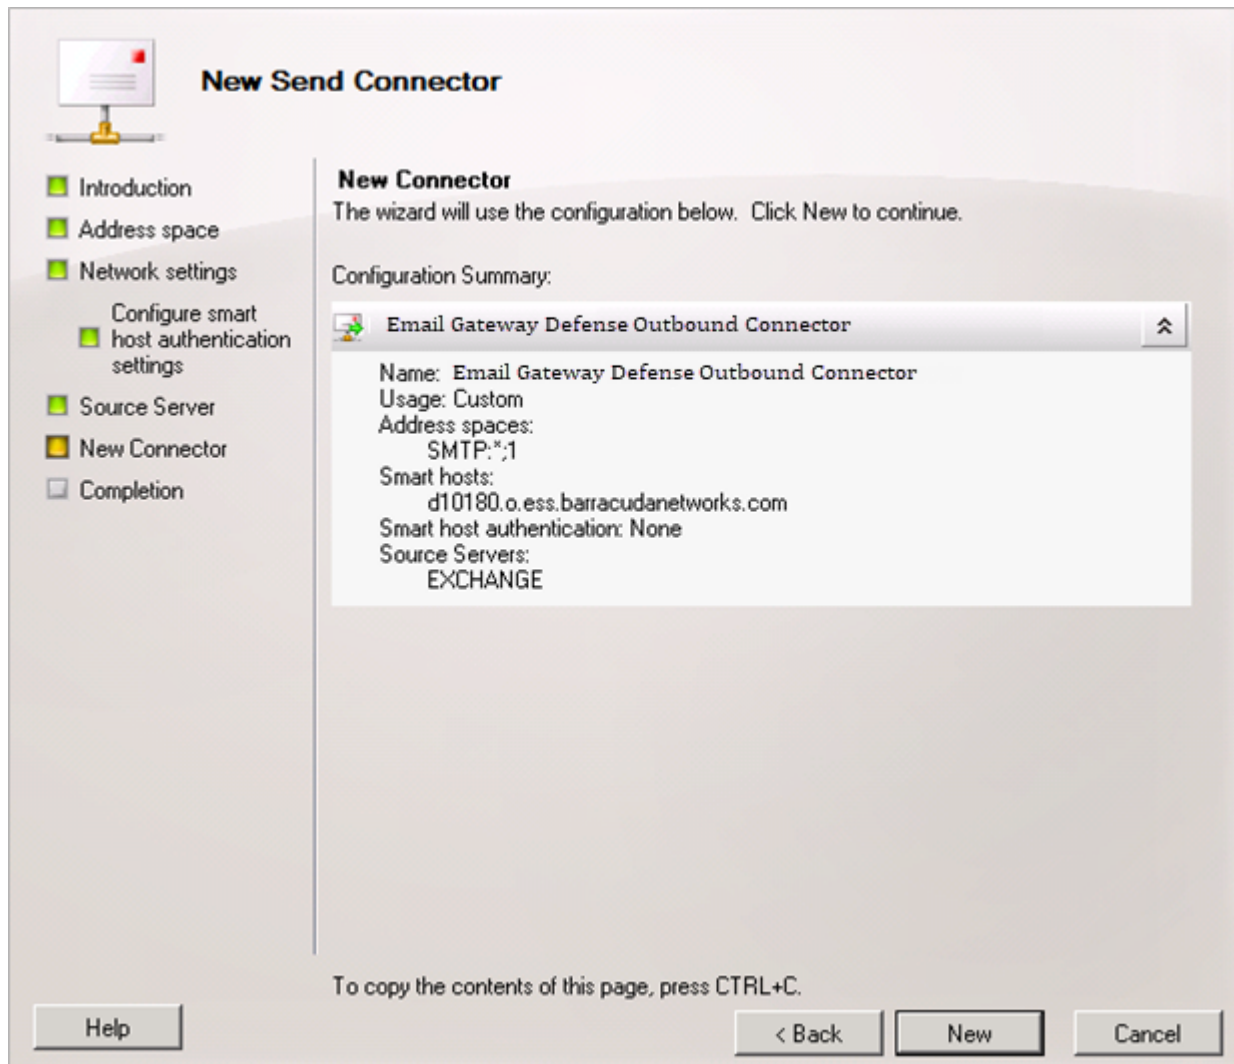 New Send Connector
Introduction
Address space
Network settings
Configure smart
host authentication
settings
Source Server
New Connector
Completion
New Connector
The wizard will use the configuration below.  Click New to continue.
Configuration Summary:
Email Gateway Defense Outbound Connector
Name: Email Gateway Defense Outbound Connector
Usage: Custom
Address spaces:
SMTP:*;1
Smart hosts:
d10180.o.ess.barracudanetworks.com
Smart host authentication: None
Source Servers:
EXCHANGE
To copy the contents of this page, press CTRL+C.
Help
< Back
New
Cancel